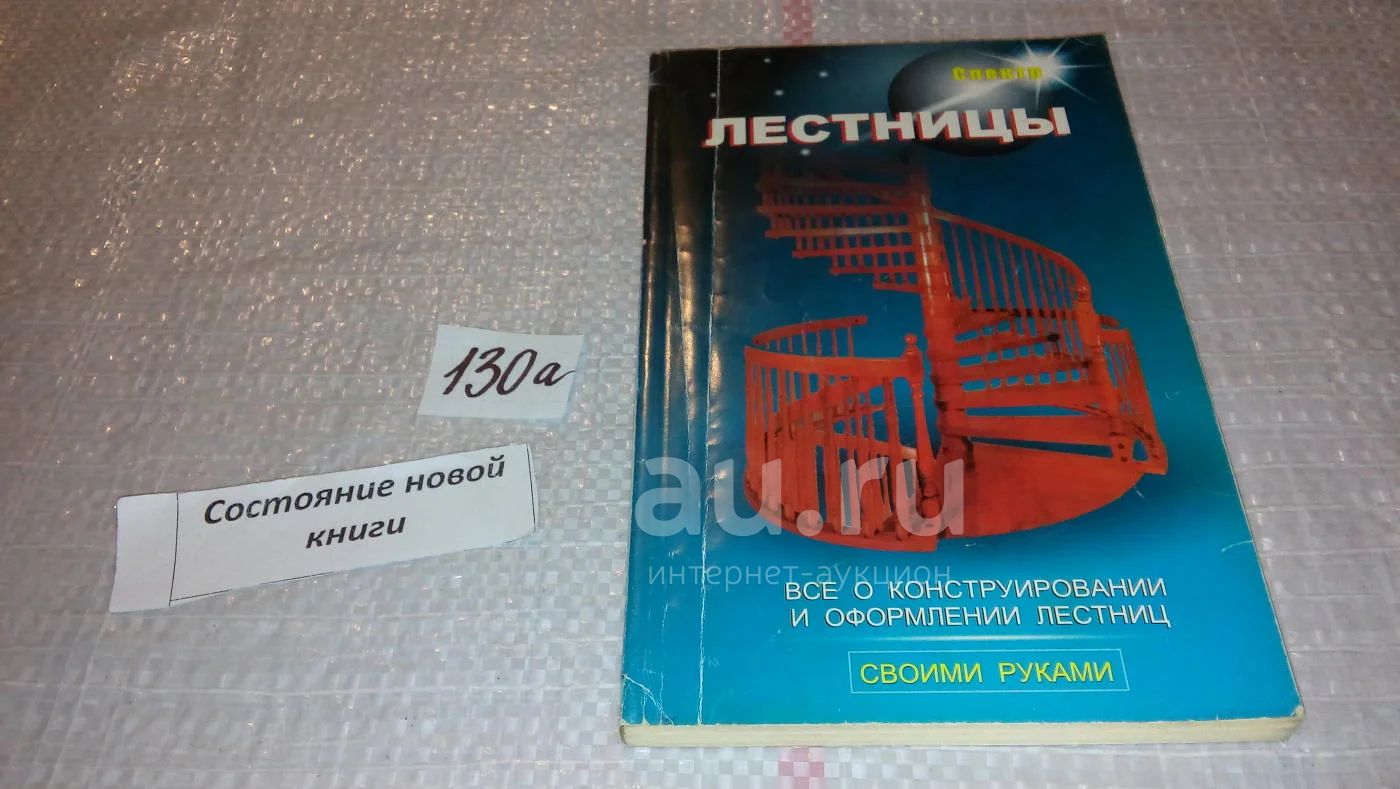 Спектр
ЛЕСТНИЦЫ
130а
Состояние новой
книги
au.ru
интернет-аукцион
ВСЕ О КОНСТРУИРОВАНИИ
И ОФОРМЛЕНИИ ЛЕСТНИЦ
СВОИМИ РУКАМИ